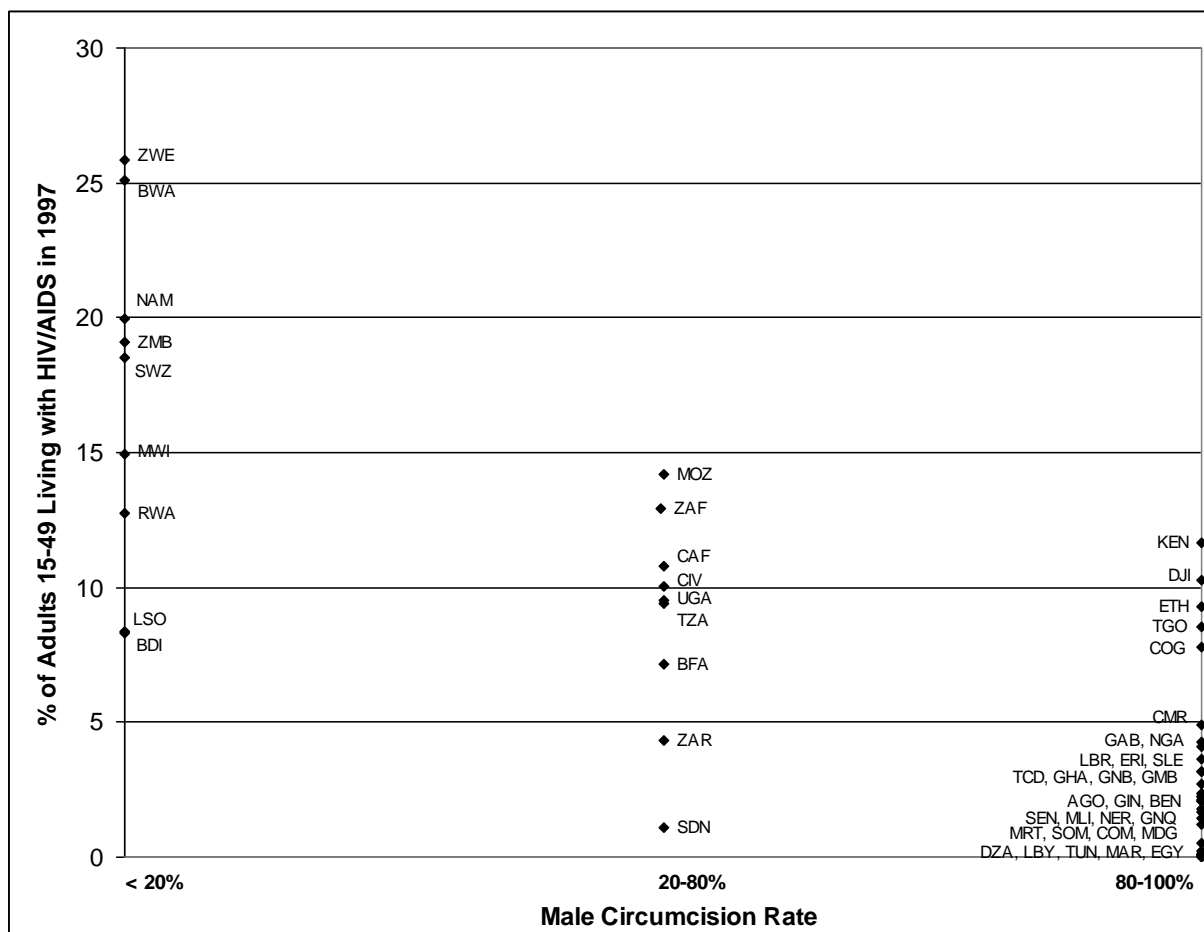 % of Adults 15-49 Living with HIV/AIDS in 1997
30
25
20
15
10
5
0
ZWE
BWA
NAM
ZMB
SWZ
MWI
RWA
LSO
BDI
MOZ
ZAF
CAF
CIV
UGA
TZA
BFA
ZAR
SDN
KEN
DJI
ETH
TGO
COG
CMR
GAB, NGA
LBR, ERI, SLE
TCD, GHA, GNB, GMB
AGO, GIN, BEN
SEN, MLI, NER, GNQ
MRT, SOM, COM, MDG
DZA, LBY, TUN, MAR, EGY
< 20%
20-80%
80-100%
Male Circumcision Rate